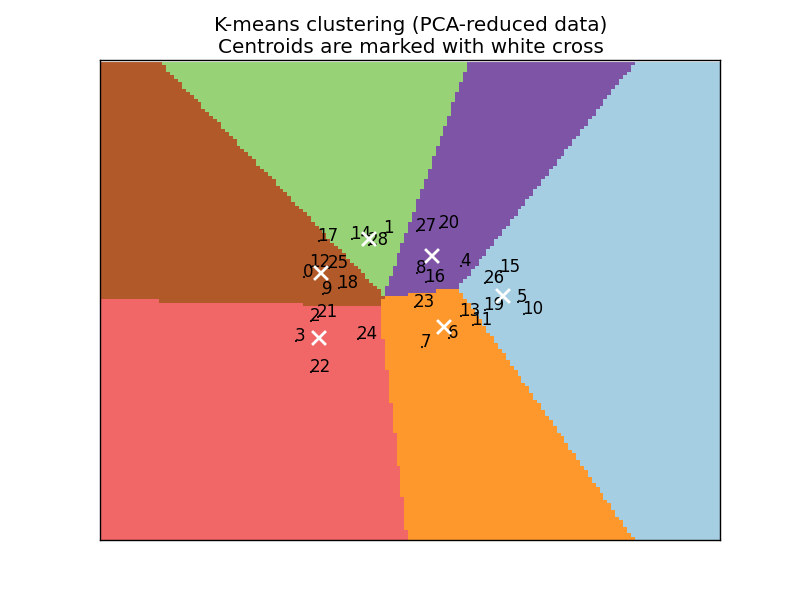 K-means clustering (PCA-reduced data)
Centroids are marked with white cross
1
27 20
17 14 28
12 25 4 15
0 8
9 18 16 26
5
23 19 10
2 21 13 11
3 24 6
7
22